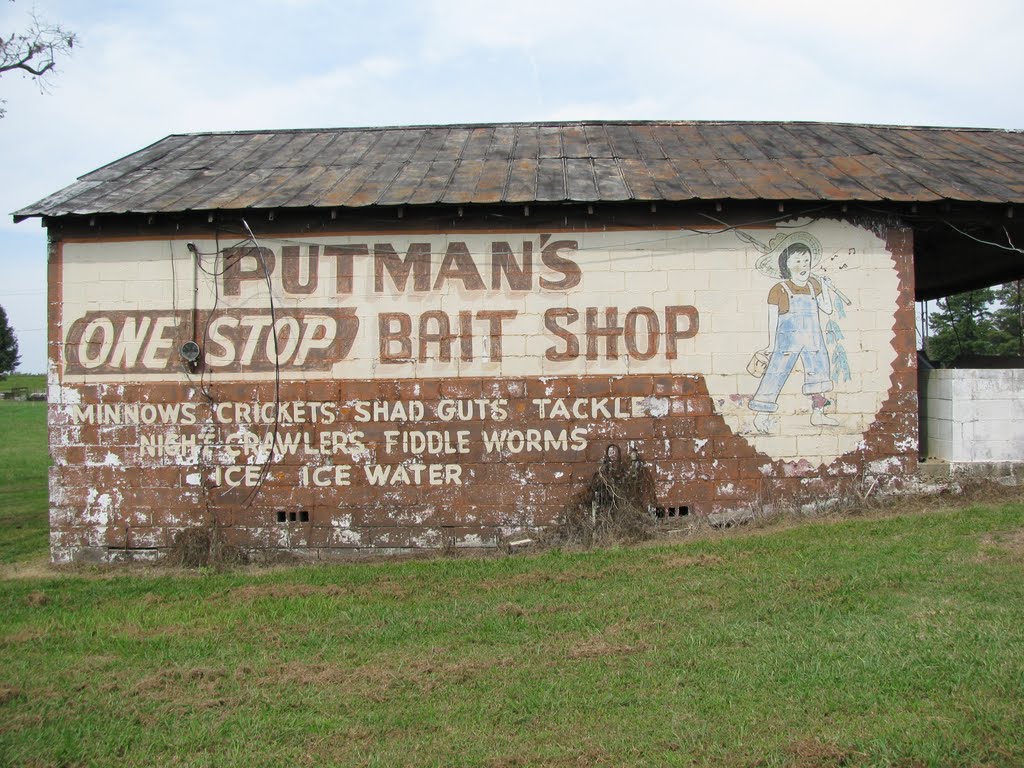 PUTMAN'S
ONE STOP BAIT SHOP
MINNOWS CRICKETS SHAD GUTS TACKLE
NIGHT CRAWLERS FIDDLE WORMS
ICE ICE WATER